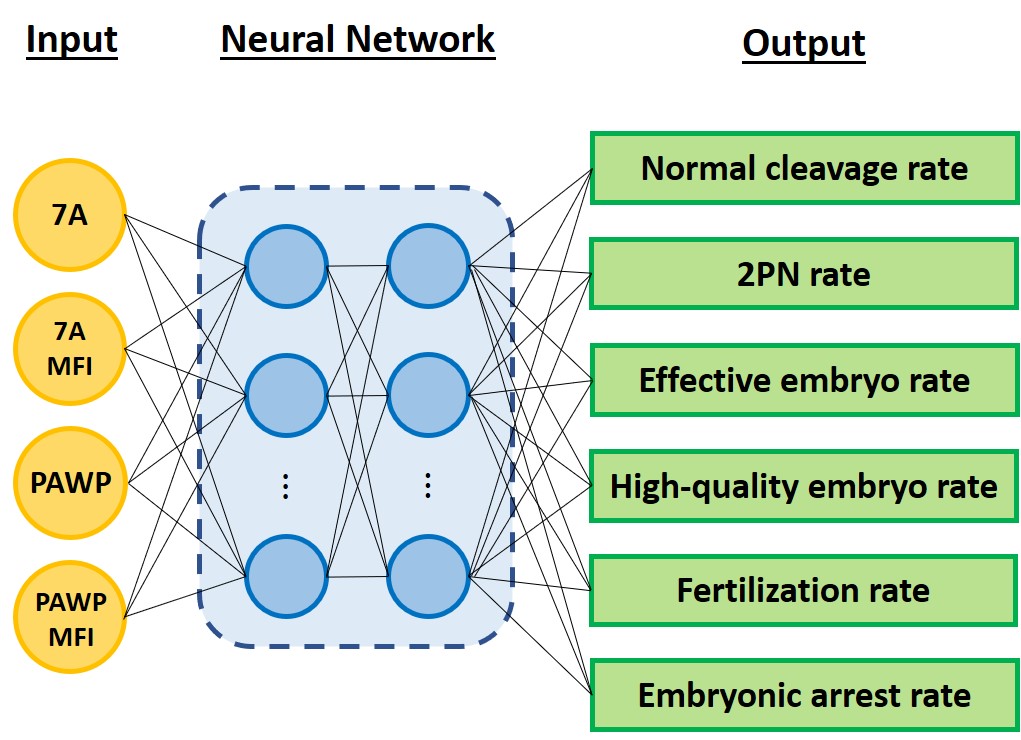 Input
Neural Network
Output
7A
7A
MFI
PAWP
PAWP
MFI
⋮
⋮
Normal cleavage rate
2PN rate
Effective embryo rate
High-quality embryo rate
Fertilization rate
Embryonic arrest rate